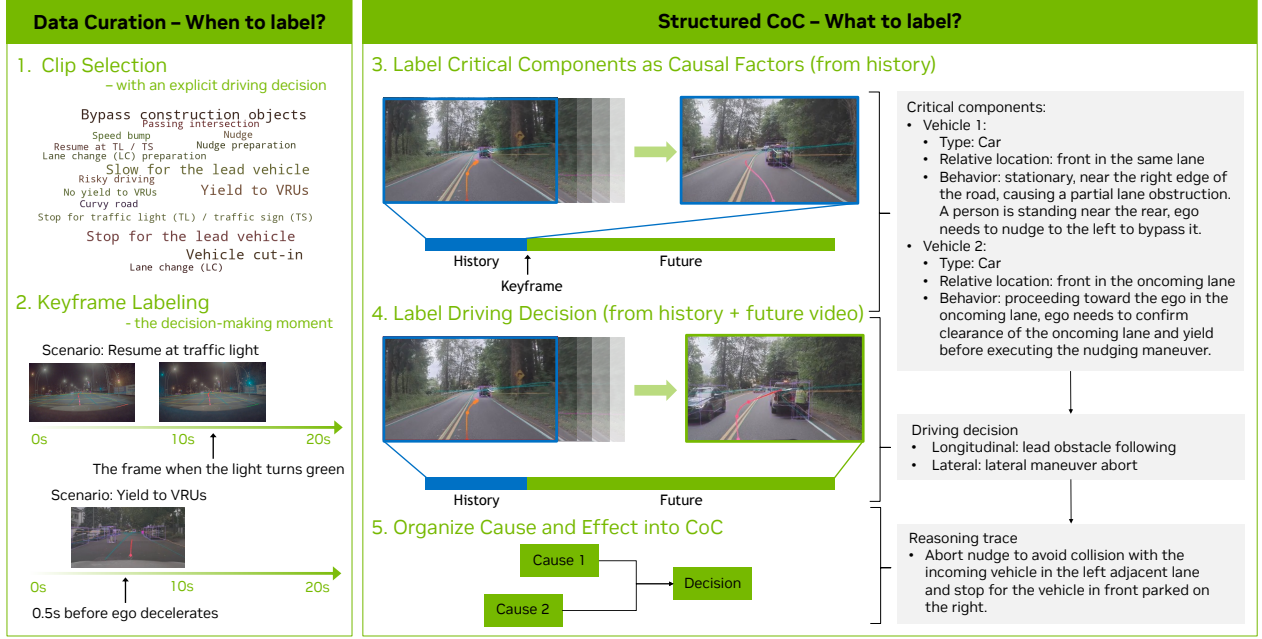 Data Curation – When to label?
1. Clip Selection
– with an explicit driving decision
Bypass construction objects
Passing intersection
Speed bump
Nudge
Resume at TL / TS
Nudge preparation
Lane change (LC) preparation
Slow for the lead vehicle
Risky driving
No yield to VRUs
Yield to VRUs
Curvy road
Stop for traffic light (TL) / traffic sign (TS)
Stop for the lead vehicle
Vehicle cut-in
Lane change (LC)
2. Keyframe Labeling
- the decision-making moment
Scenario: Resume at traffic light
0s
10s
20s
The frame when the light turns green
Scenario: Yield to VRUs
0s
10s
20s
0.5s before ego decelerates
Structured CoC – What to label?
3. Label Critical Components as Causal Factors (from history)
History
Future
Keyframe
4. Label Driving Decision (from history + future video)
History
Future
5. Organize Cause and Effect into CoC
Cause 1
Cause 2
Decision
Critical components:
• Vehicle 1:
• Type: Car
• Relative location: front in the same lane
• Behavior: stationary, near the right edge of
the road, causing a partial lane obstruction.
A person is standing near the rear, ego
needs to nudge to the left to bypass it.
• Vehicle 2:
• Type: Car
• Relative location: front in the oncoming lane
• Behavior: proceeding toward the ego in the
oncoming lane, ego needs to confirm
clearance of the oncoming lane and yield
before executing the nudging maneuver.
Driving decision
• Longitudinal: lead obstacle following
• Lateral: lateral maneuver abort
Reasoning trace
• Abort nudge to avoid collision with the
incoming vehicle in the left adjacent lane
and stop for the vehicle in front parked on
the right.